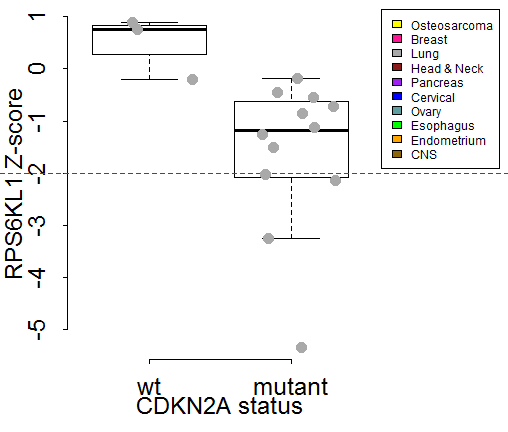 1
0
-1
-2
-3
-4
-5
RPS6KL1 Z-score
wt mutant
CDKN2A status
Osteosarcoma
Breast
Lung
Head & Neck
Pancreas
Cervical
Ovary
Esophagus
Endometrium
CNS